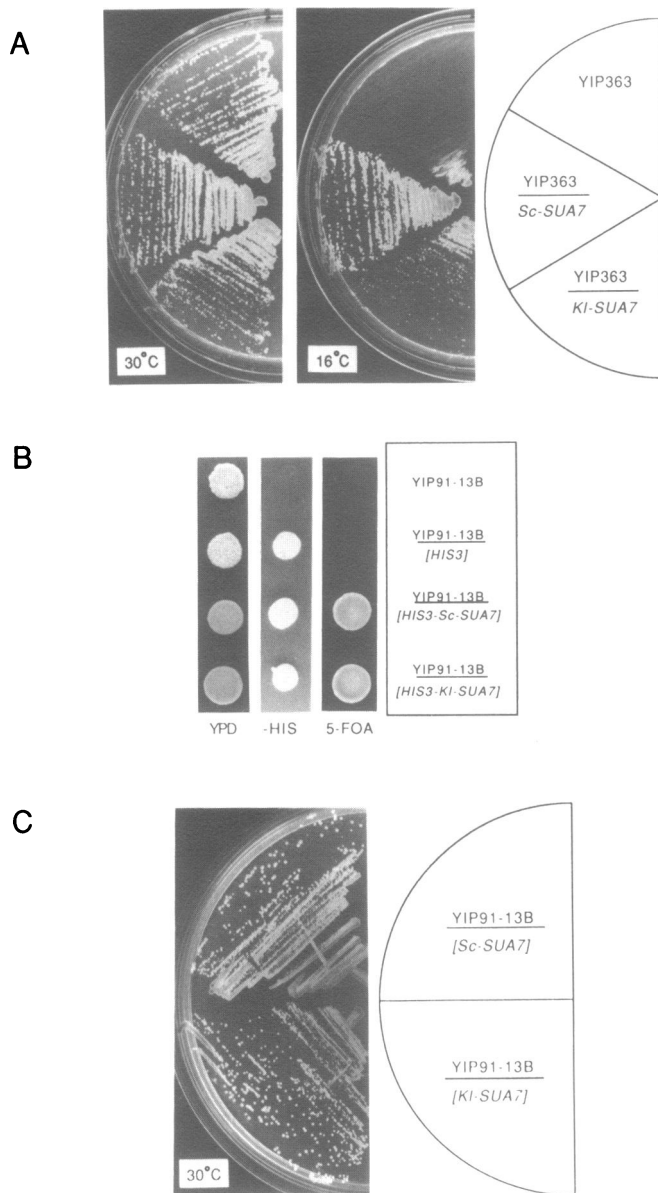 A
30°C
16°C
YIP363
YIP363
Sc-SUA7
YIP363
Kl-SUA7
B
YIP91-13B
YIP91-13B
[HIS3]
YIP91-13B
[HIS3-Sc-SUA7]
YIP91-13B
[HIS3-Kl-SUA7]
YPD
-HIS
5-FOA
C
30°C
YIP91-13B
[Sc-SUA7]
YIP91-13B
[Kl-SUA7]